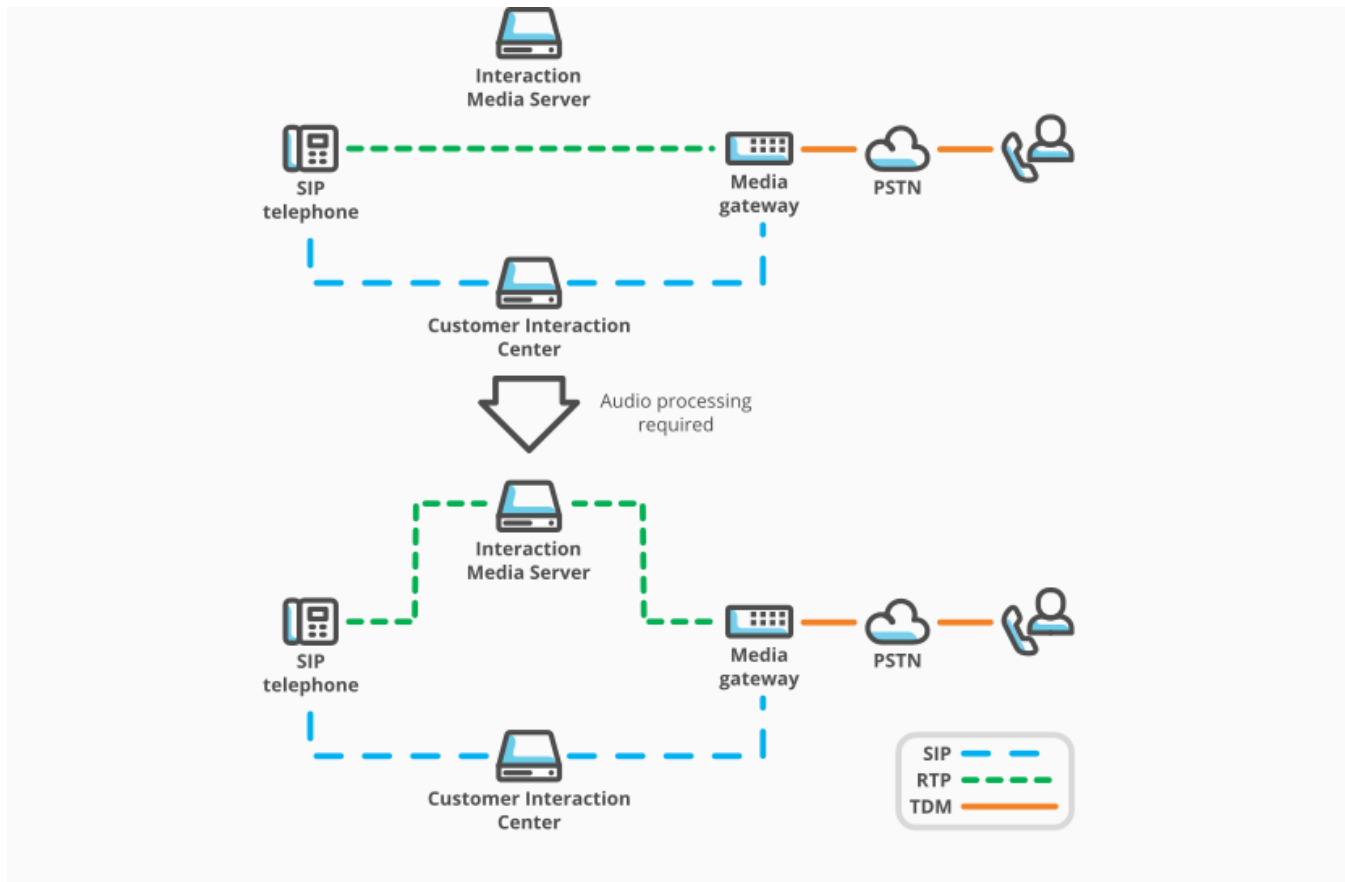 Interaction
Media Server
SIP
telephone
Media
gateway
PSTN
Customer Interaction
Center
Audio processing
required
Interaction
Media Server
SIP
telephone
Media
gateway
PSTN
Customer Interaction
Center
SIP
RTP
TDM